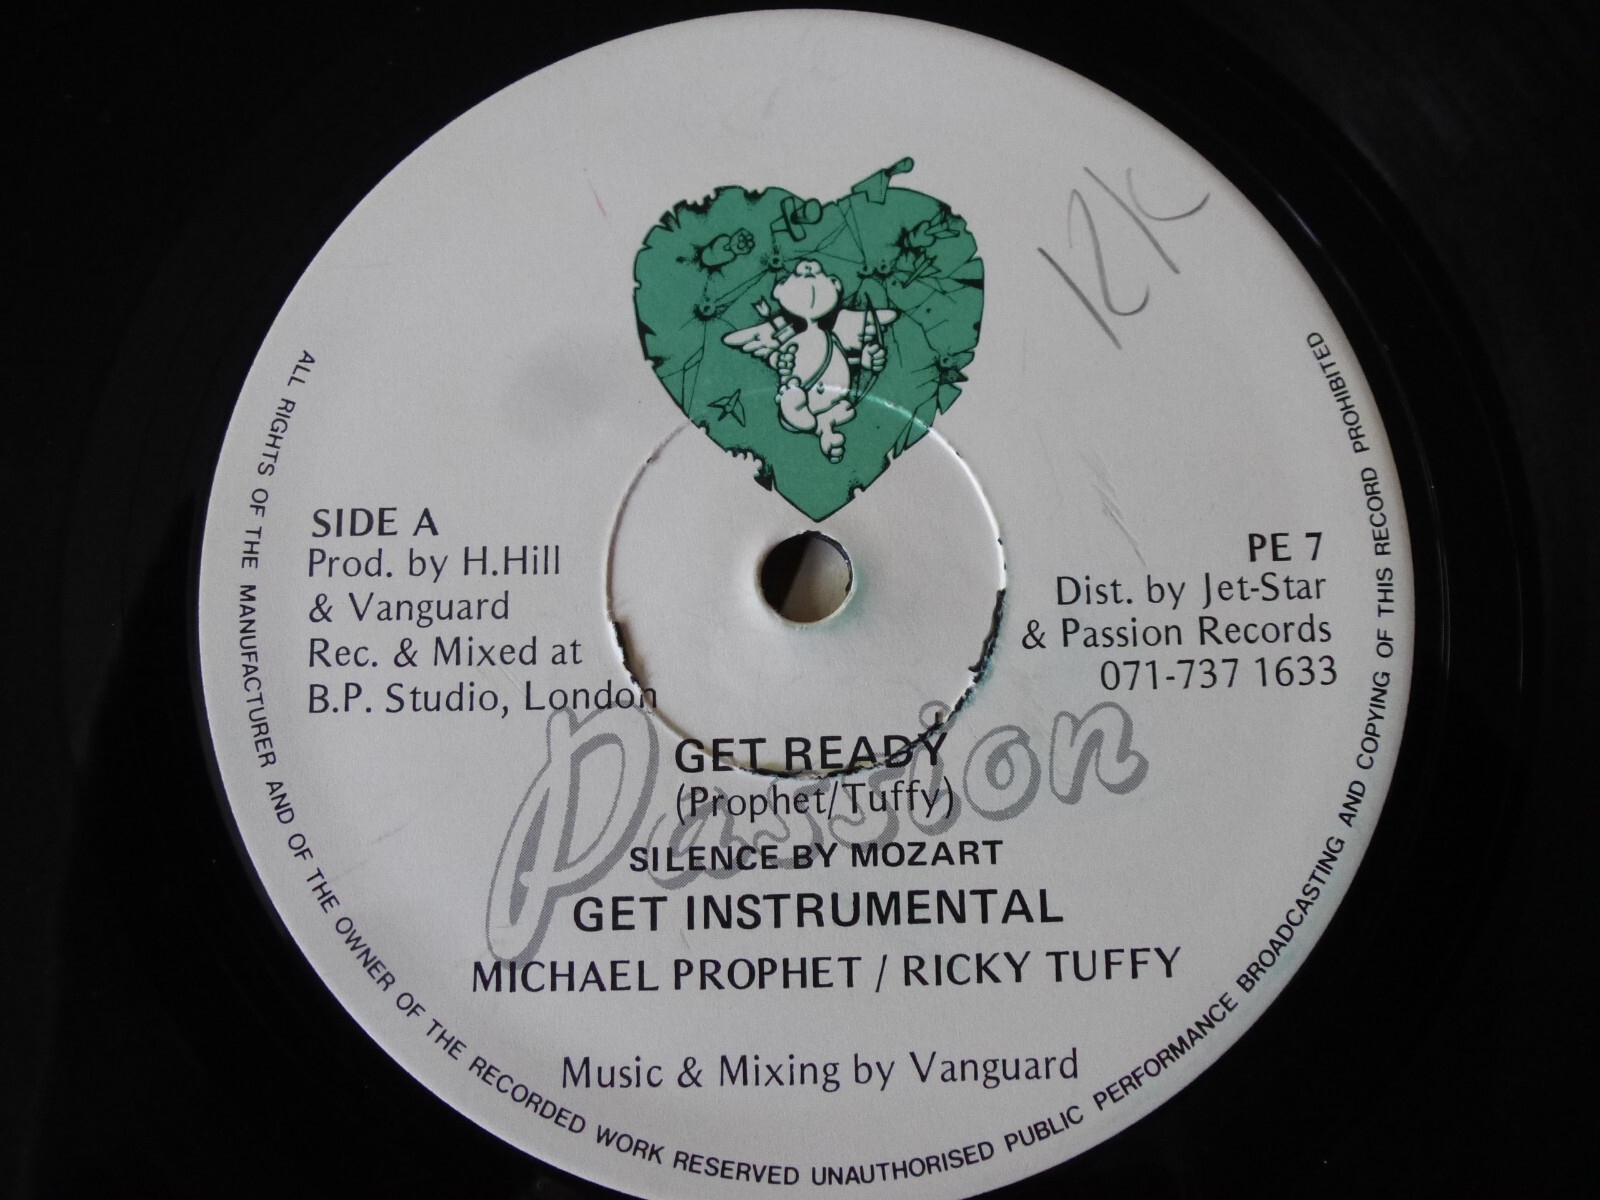 SIDE A
Prod. by H.Hill
& Vanguard
Rec. & Mixed at
B.P. Studio, London
PE 7
Dist. by Jet-Star
& Passion Records
071-737 1633
Passion
GET READY
(Prophet/Tuffy)
SILENCE BY MOZART
GET INSTRUMENTAL
MICHAEL PROPHET / RICKY TUFFY
Music & Mixing by Vanguard
ALL RIGHTS OF THE MANUFACTURER AND OF THE OWNER OF THE RECORDED WORK RESERVED UNAUTHORISED PUBLIC PERFORMANCE BROADCASTING AND COPYING OF THIS RECORD PROHIBITED